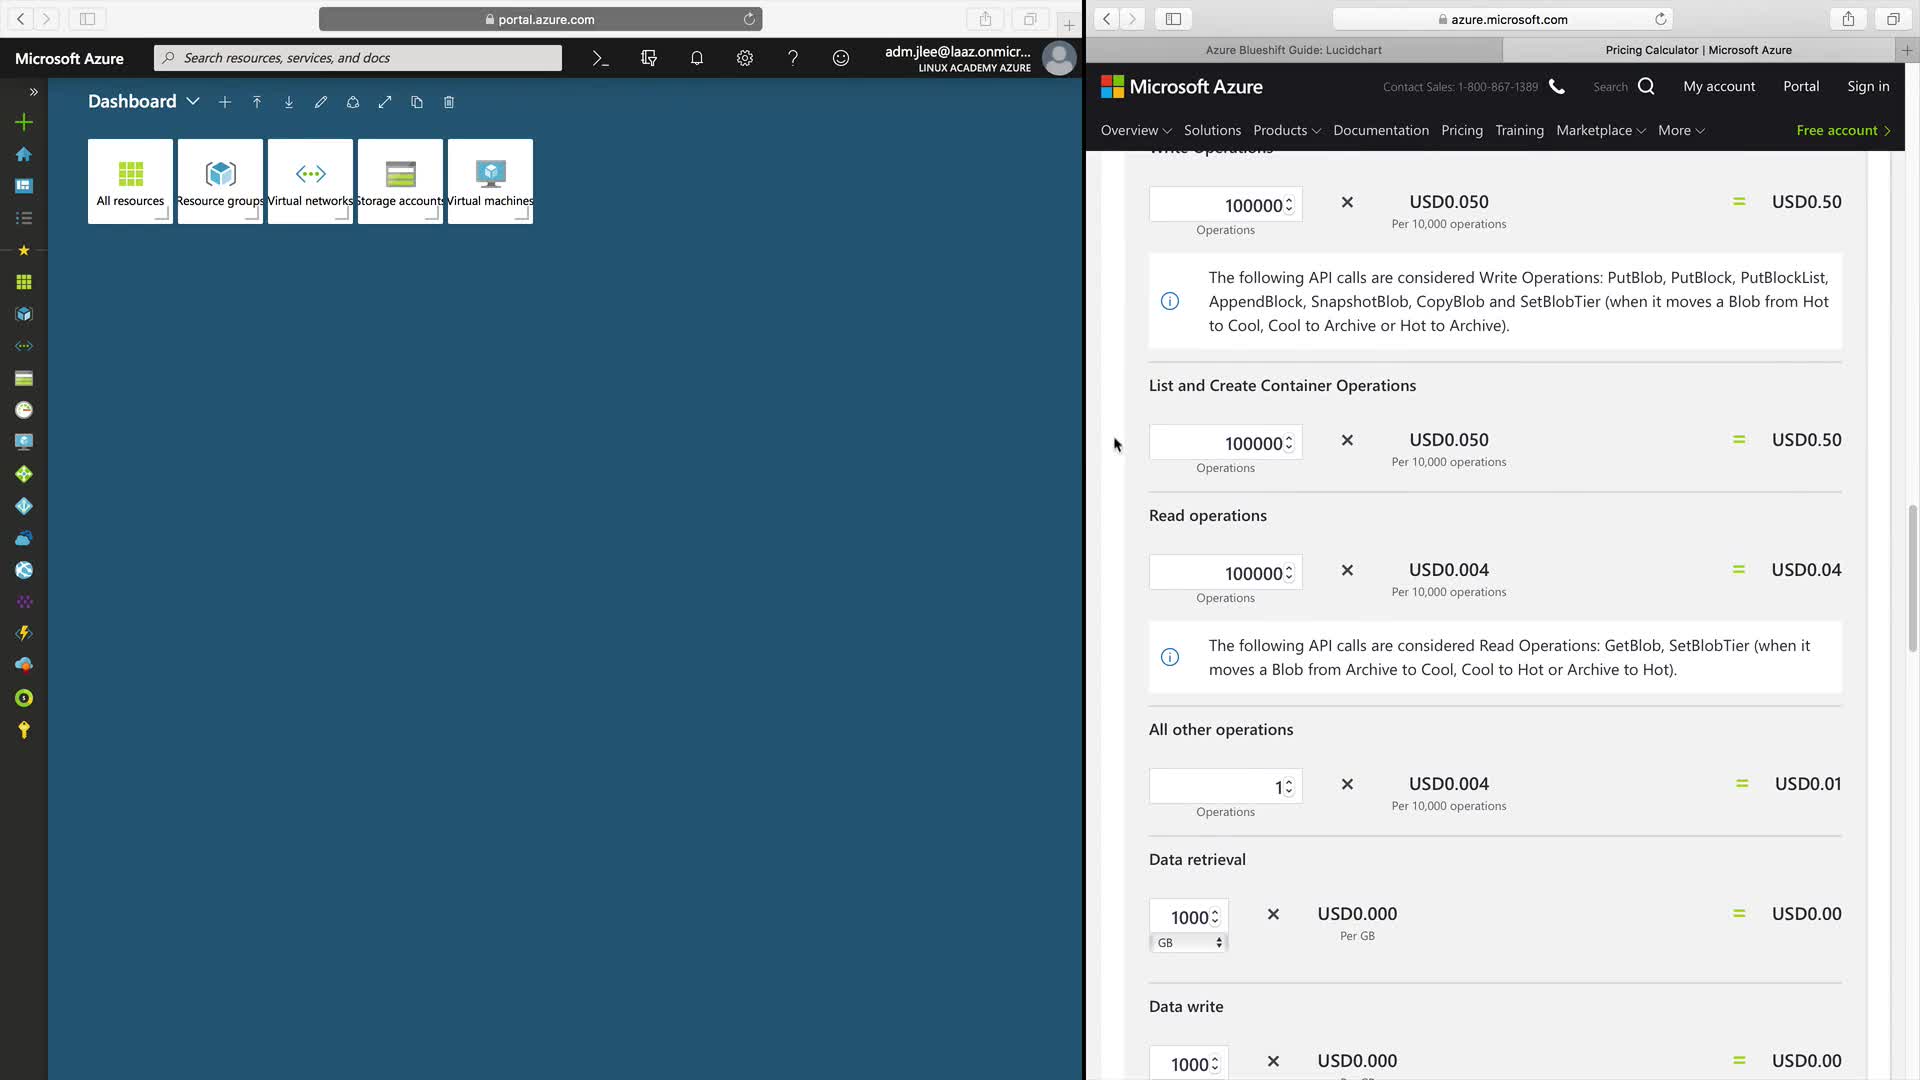 portal.azure.com
Microsoft Azure
Search resources, services, and docs
adm.jlee@laaz.onmicr...
LINUX ACADEMY AZURE
Dashboard
All resources
Resource groups
Virtual networks
Storage accounts
Virtual machines
azure.microsoft.com
Azure Blueshift Guide: Lucidchart
Pricing Calculator | Microsoft Azure
Microsoft Azure
Contact Sales: 1-800-867-1389
Search
My account
Portal
Sign in
Overview
Solutions
Products
Documentation
Pricing
Training
Marketplace
More
Free account
Write Operations
100000 × USD0.050 = USD0.50
Operations Per 10,000 operations
The following API calls are considered Write Operations: PutBlob, PutBlock, PutBlockList,
AppendBlock, SnapshotBlob, CopyBlob and SetBlobTier (when it moves a Blob from Hot
to Cool, Cool to Archive or Hot to Archive).
List and Create Container Operations
100000 × USD0.050 = USD0.50
Operations Per 10,000 operations
Read operations
100000 × USD0.004 = USD0.04
Operations Per 10,000 operations
The following API calls are considered Read Operations: GetBlob, SetBlobTier (when it
moves a Blob from Archive to Cool, Cool to Hot or Archive to Hot).
All other operations
1 × USD0.004 = USD0.01
Operations Per 10,000 operations
Data retrieval
1000 × USD0.000 = USD0.00
GB Per GB
Data write
1000 × USD0.000 = USD0.00